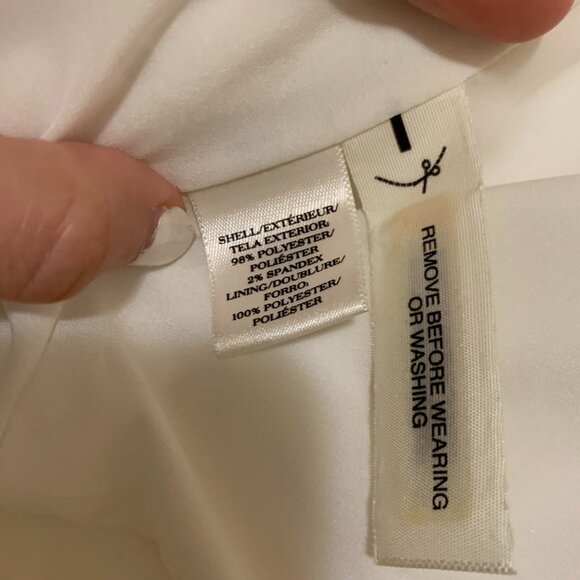 SHELL/EXTÉRIEUR/
TELA EXTERIOR:
98% POLYESTER/
POLIÉSTER
2% SPANDEX
LINING/DOUBLURE/
FORRO:
100% POLYESTER/
POLIÉSTER
REMOVE BEFORE WEARING
OR WASHING